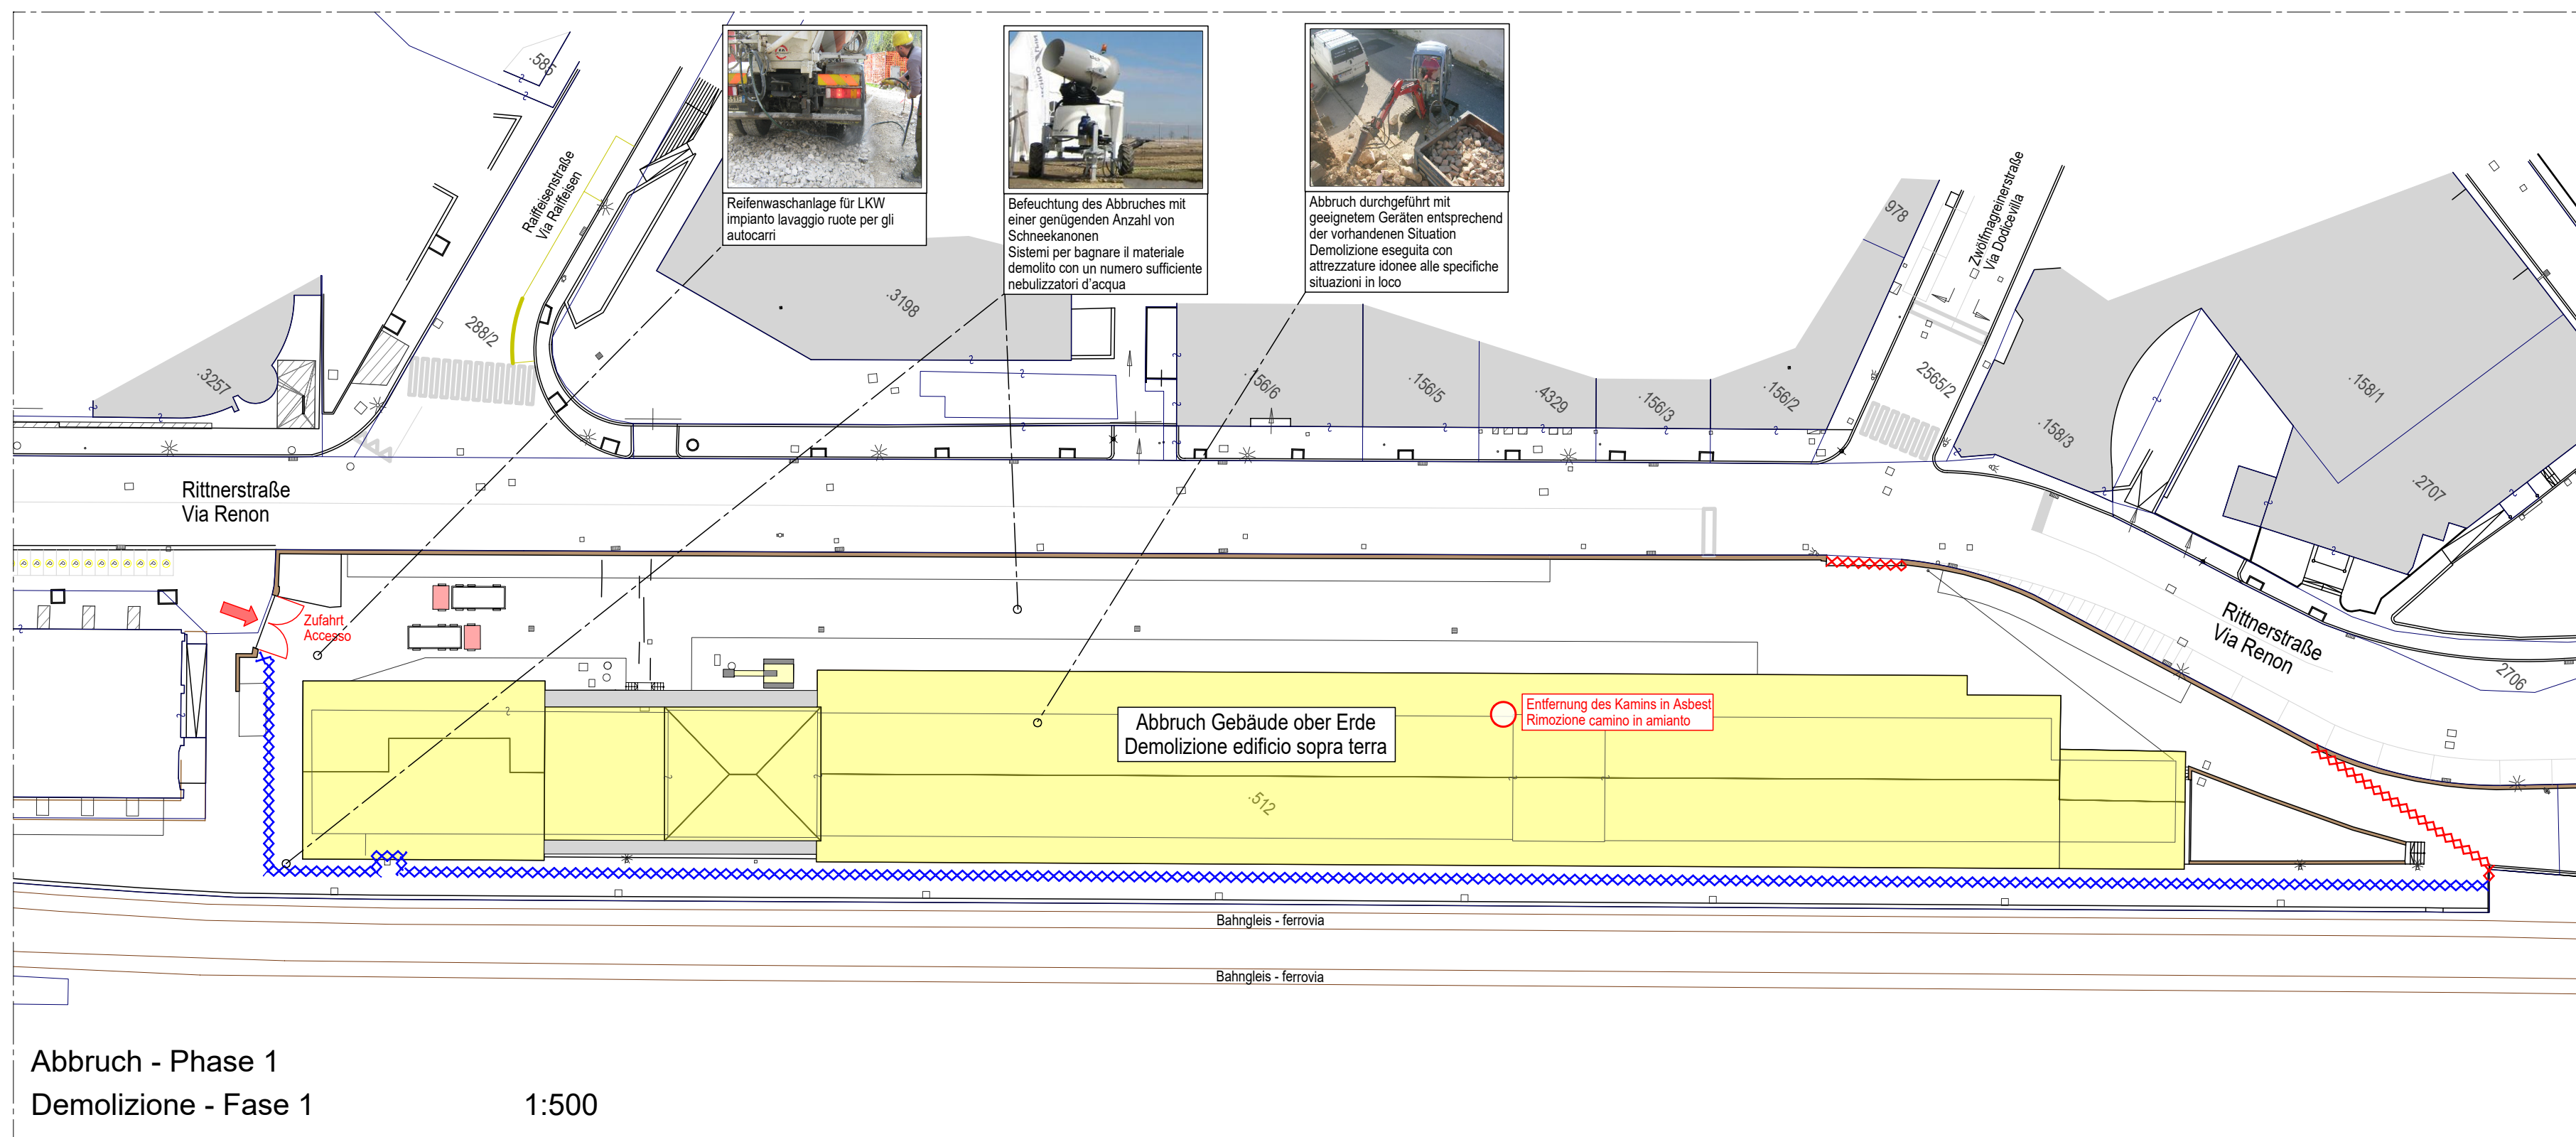 .585
Raiffeisenstraße
Via Raiffeisen
Reifenwaschanlage für LKW
impianto lavaggio ruote per gli
autocarri
Befeuchtung des Abbruches mit
einer genügenden Anzahl von
Schneekanonen
Sistemi per bagnare il materiale
demolito con un numero sufficiente
nebulizzatori d'acqua
Abbruch durchgeführt mit
geeignetem Geräten entsprechend
der vorhandenen Situation
Demolizione eseguita con
attrezzature idonee alle specifiche
situazioni in loco
978
Zwölfmagreinerstraße
Via Dodicevilla
288/2
.3198
.3257
.156/6
.156/5
.4329
.156/3
.156/2
2565/2
.158/3
.158/1
.2707
Rittnerstraße
Via Renon
Zufahrt
Accesso
Rittnerstraße
Via Renon
2706
Abbruch Gebäude ober Erde
Demolizione edificio sopra terra
Entfernung des Kamins in Asbest
Rimozione camino in amianto
.512
Bahngleis - ferrovia
Bahngleis - ferrovia
Abbruch - Phase 1
Demolizione - Fase 1 1:500